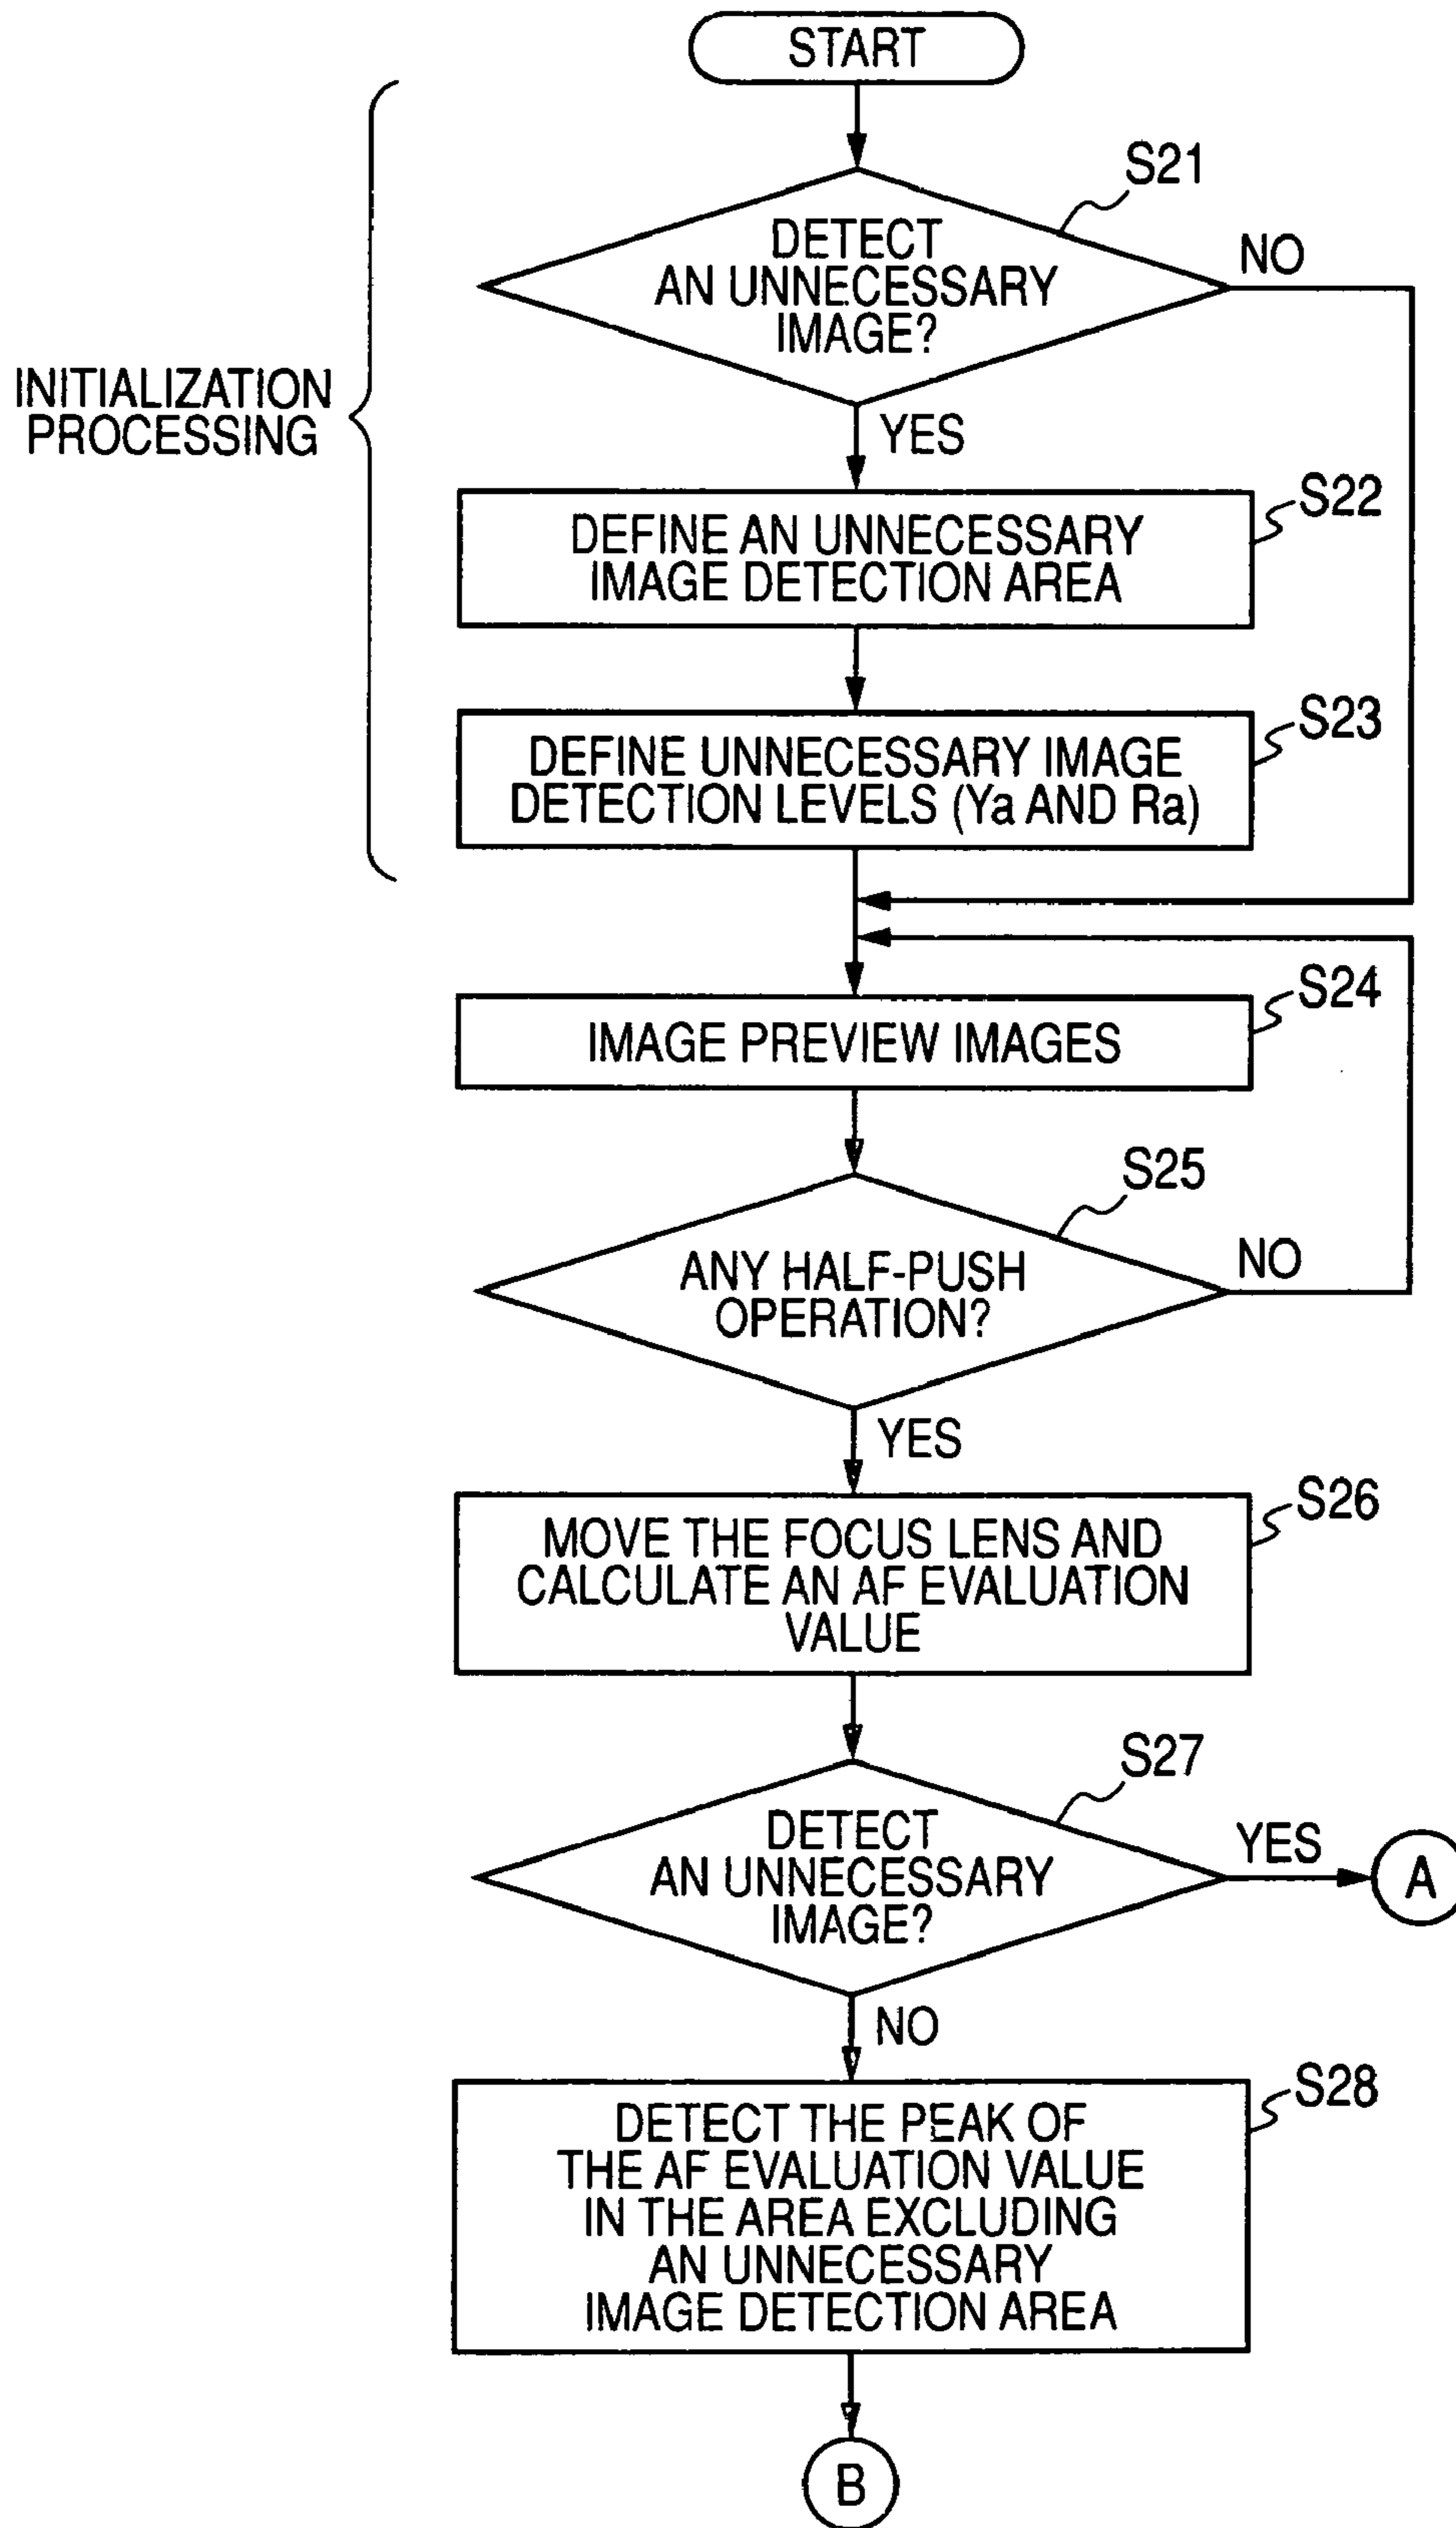 START
S21
DETECT
AN UNNECESSARY
IMAGE?
NO
INITIALIZATION
PROCESSING
YES
S22
DEFINE AN UNNECESSARY
IMAGE DETECTION AREA
S23
DEFINE UNNECESSARY IMAGE
DETECTION LEVELS (Ya AND Ra)
S24
IMAGE PREVIEW IMAGES
S25
ANY HALF-PUSH
OPERATION?
NO
YES
S26
MOVE THE FOCUS LENS AND
CALCULATE AN AF EVALUATION
VALUE
S27
DETECT
AN UNNECESSARY
IMAGE?
YES
A
NO
S28
DETECT THE PEAK OF
THE AF EVALUATION VALUE
IN THE AREA EXCLUDING
AN UNNECESSARY
IMAGE DETECTION AREA
B